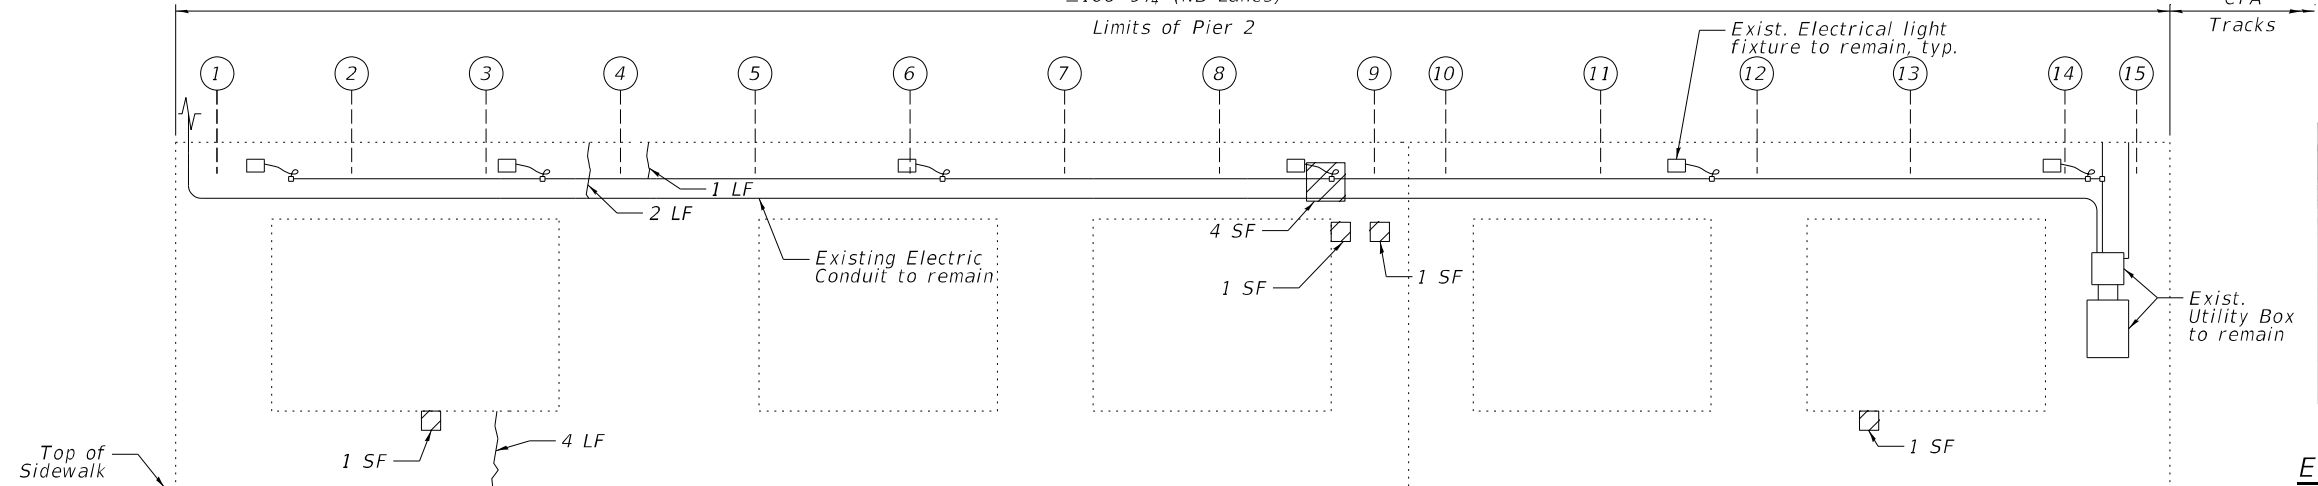 Limits of Pier 2
Tracks
Exist. Electrical light
fixture to remain, typ.
1 2 3 4 5 6 7 8 9 10 11 12 13 14 15
1 LF
2 LF
4 SF
Existing Electric
Conduit to remain
1 SF
1 SF
Exist.
Utility Box
to remain
Top of
Sidewalk
1 SF
4 LF
1 SF
E